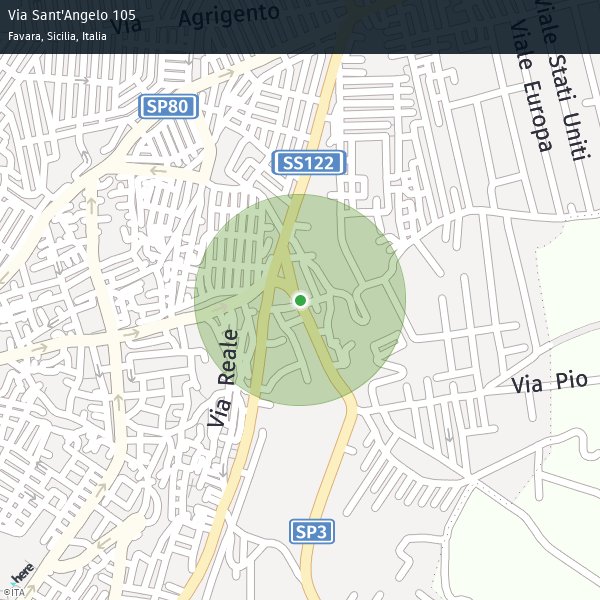 Via Sant'Angelo 105
Favara, Sicilia, Italia
Via Agrigento
Viale Stati Uniti
Viale Europa
SP80
SS122
Via Reale
Via Pio
SP3
here
©ITA